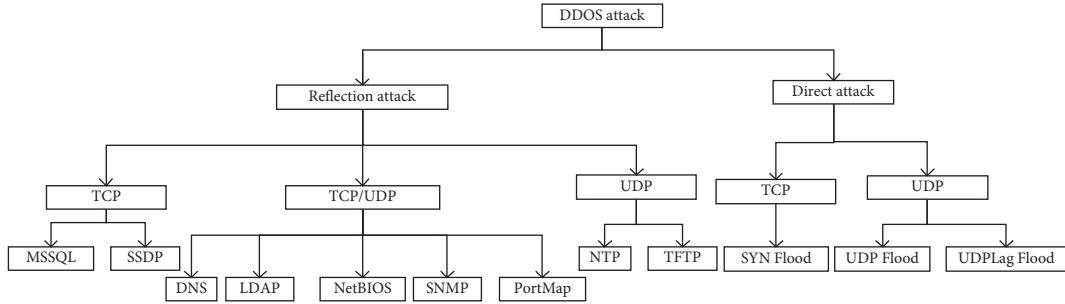 DDOS attack
Reflection attack
Direct attack
TCP
TCP/UDP
UDP
TCP
UDP
MSSQL
SSDP
NTP
TFTP
SYN Flood
UDP Flood
UDPLag Flood
DNS
LDAP
NetBIOS
SNMP
PortMap